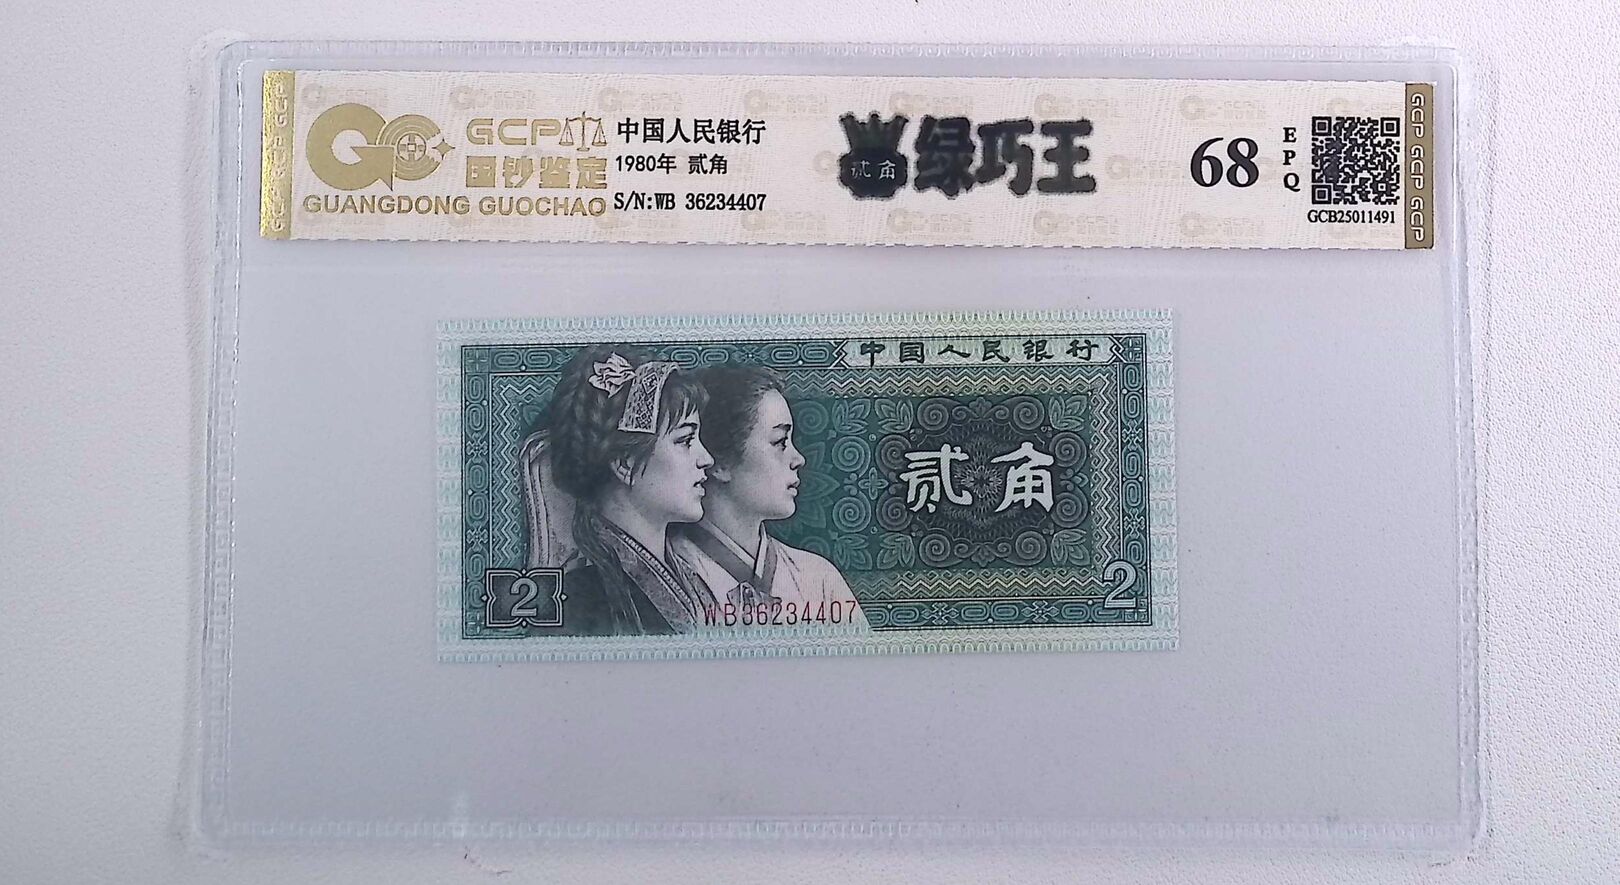 GCP
国钞鉴定
GUANGDONG GUOCHAO
中国人民银行
1980年 贰角
S/N:WB 36234407
贰角
绿巧王
68
EPQ
GCB25011491
GCP GCP GCP
中国人民银行
贰角
2
2
WB36234407